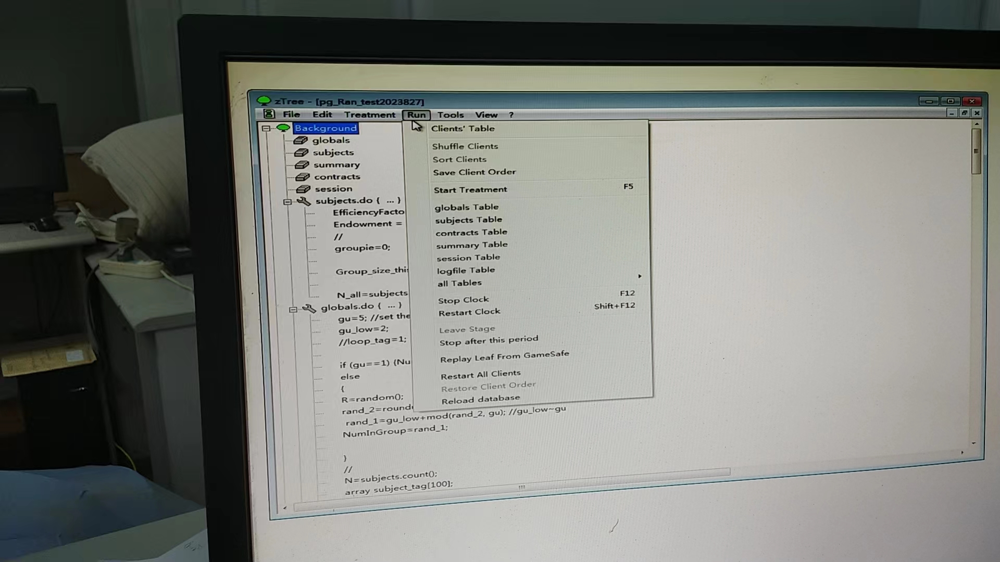 zTree - [pg_Ran_test2023827]
File Edit Treatment Run Tools View ?
Background
globals
subjects
summary
contracts
session
subjects.do { ... }
EfficiencyFacto
Endowment =
//
groupie=0;
Group_size_this
N_all=subjects
globals.do { ... }
gu=5; //set the
gu_low=2;
//loop_tag=1;
if (gu==1) {Nu
else
{
R=random();
rand_2=round
rand_1=gu_low+mod(rand_2, gu); //gu_low~gu
NumInGroup=rand_1;
}
//
N=subjects.count();
array subject_tag[100];
Clients' Table
Shuffle Clients
Sort Clients
Save Client Order
Start Treatment F5
globals Table
subjects Table
contracts Table
summary Table
session Table
logfile Table
all Tables
Stop Clock F12
Restart Clock Shift+F12
Leave Stage
Stop after this period
Replay Leaf From GameSafe
Restart All Clients
Restore Client Order
Reload database